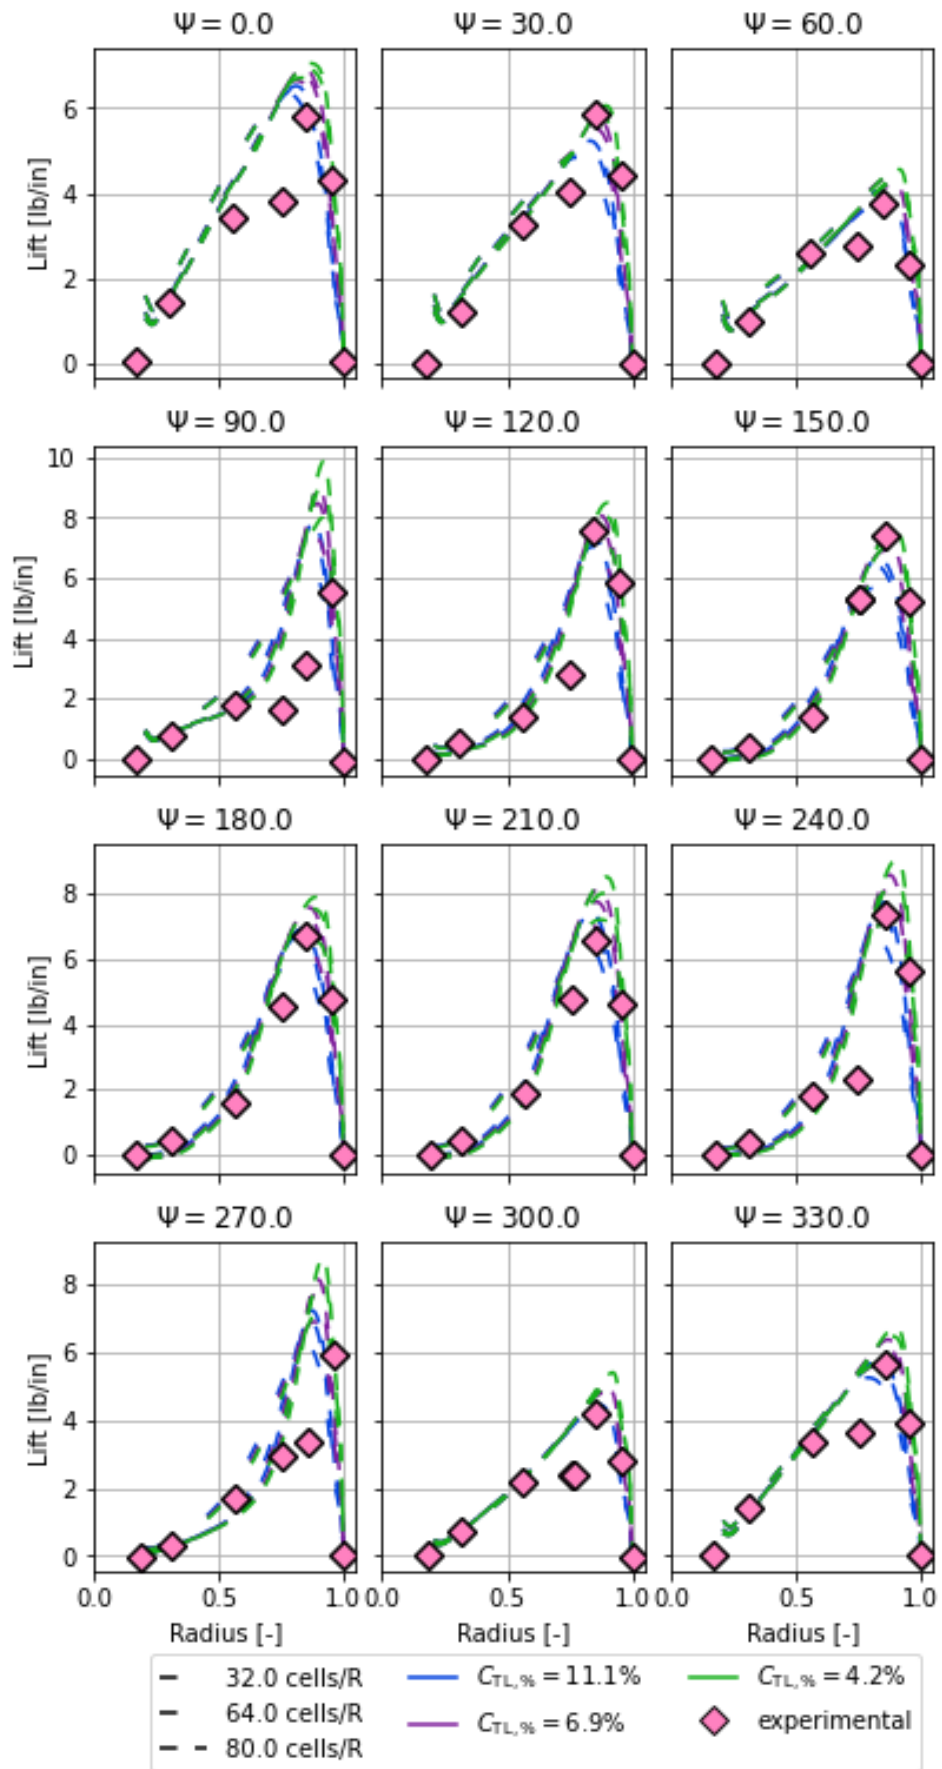 Ψ = 0.0 Ψ = 30.0 Ψ = 60.0
6
4
2
0
Lift [lb/in]
Ψ = 90.0 Ψ = 120.0 Ψ = 150.0
10
8
6
4
2
0
Lift [lb/in]
Ψ = 180.0 Ψ = 210.0 Ψ = 240.0
8
6
4
2
0
Lift [lb/in]
Ψ = 270.0 Ψ = 300.0 Ψ = 330.0
8
6
4
2
0
Lift [lb/in]
0.0 0.5 1.0 0.0 0.5 1.0 0.0 0.5 1.0
Radius [-] Radius [-] Radius [-]
32.0 cells/R
64.0 cells/R
80.0 cells/R
C_TL,% = 11.1%
C_TL,% = 6.9%
C_TL,% = 4.2%
experimental